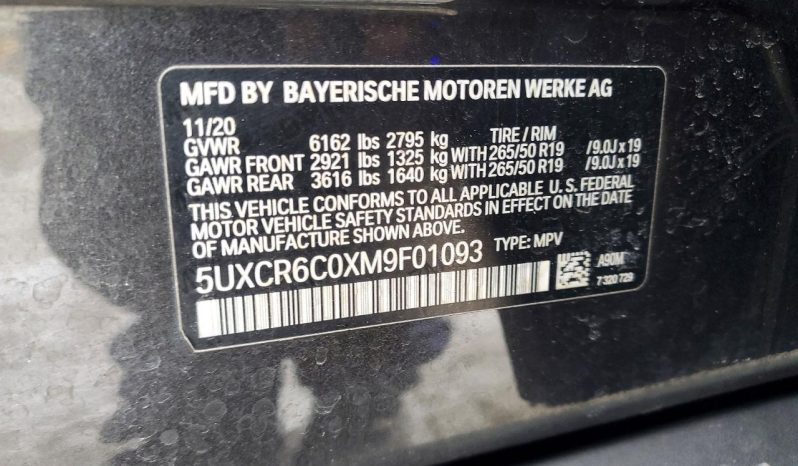 MFD BY BAYERISCHE MOTOREN WERKE AG
11/20 TIRE / RIM
GVWR 6162 lbs 2795 kg
GAWR FRONT 2921 lbs 1325 kg WITH 265/50 R19 /9.0J x 19
GAWR REAR 3616 lbs 1640 kg WITH 265/50 R19 /9.0J x 19
THIS VEHICLE CONFORMS TO ALL APPLICABLE U. S. FEDERAL
MOTOR VEHICLE SAFETY STANDARDS IN EFFECT ON THE DATE
OF MANUFACTURE SHOWN ABOVE.
5UXCR6C0XM9F01093 TYPE: MPV
A90M
7 320 729